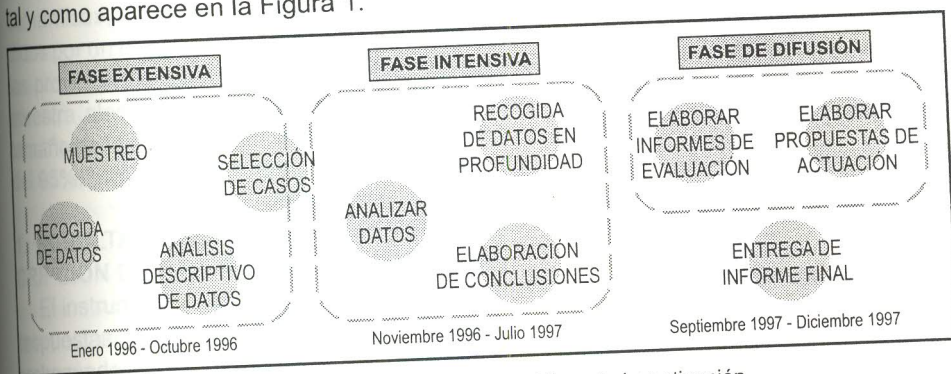 tal y como aparece en la Figura 1.
FASE EXTENSIVA
MUESTREO
SELECCIÓN
DE CASOS
RECOGIDA
DE DATOS
ANÁLISIS
DESCRIPTIVO
DE DATOS
Enero 1996 - Octubre 1996
FASE INTENSIVA
RECOGIDA
DE DATOS EN
PROFUNDIDAD
ANALIZAR
DATOS
ELABORACIÓN
DE CONCLUSIONES
Noviembre 1996 - Julio 1997
FASE DE DIFUSIÓN
ELABORAR
INFORMES DE
EVALUACIÓN
ELABORAR
PROPUESTAS DE
ACTUACIÓN
ENTREGA DE
INFORME FINAL
Septiembre 1997 - Diciembre 1997